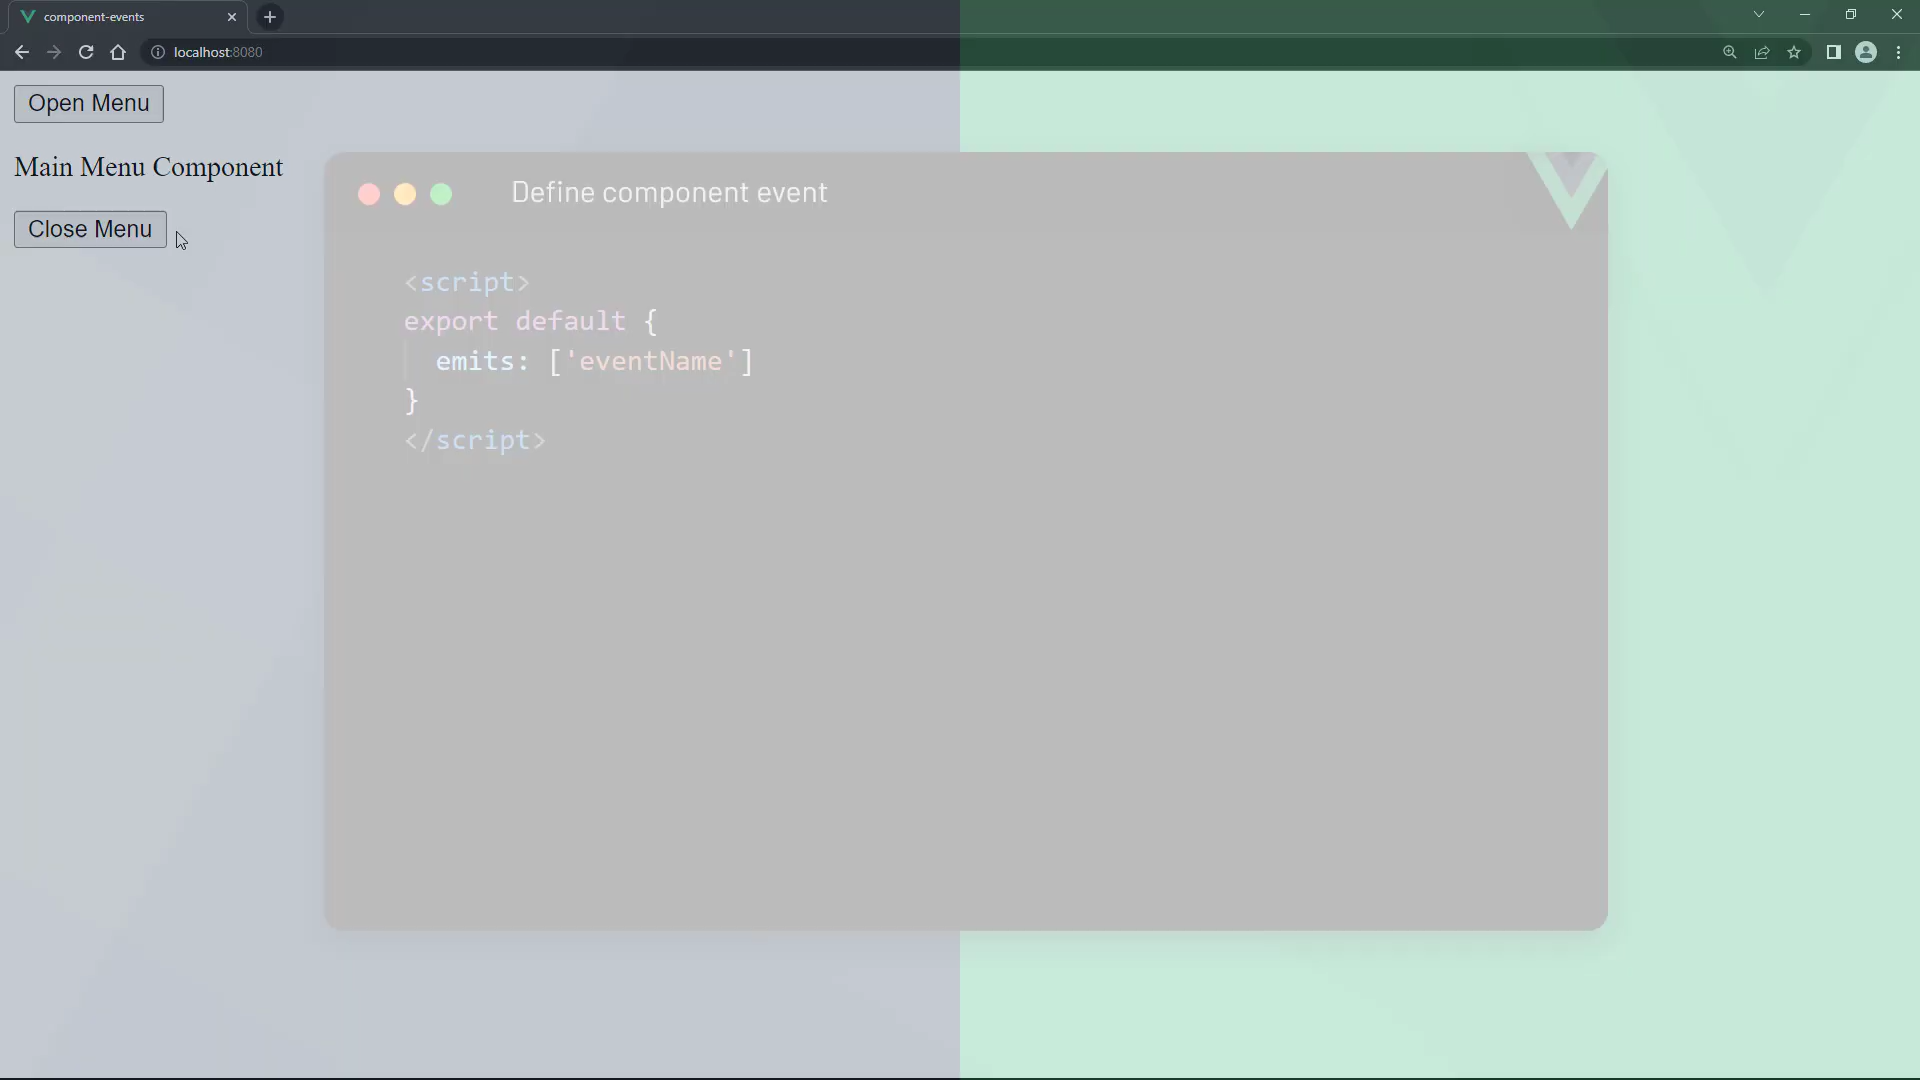 component-events
localhost:8080
Open Menu
Main Menu Component
Close Menu
Define component event
<script>
export default {
emits: ['eventName']
}
</script>